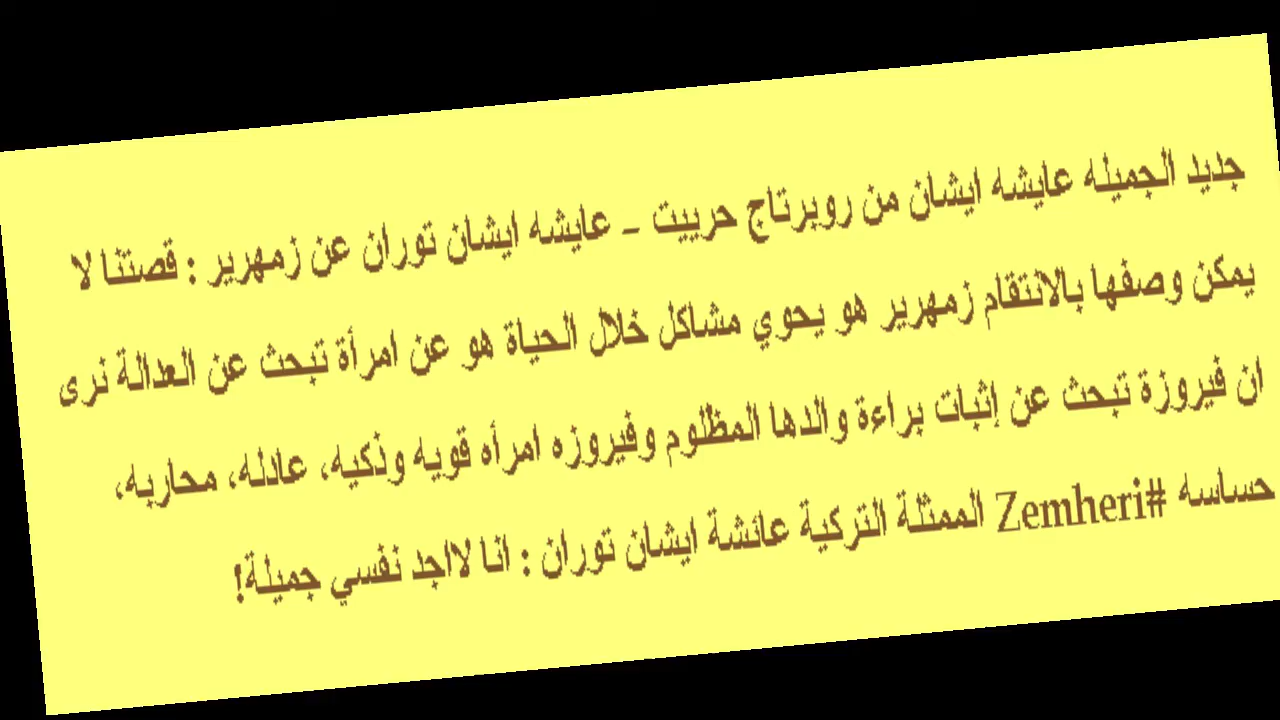 جديد الجميله عايشه ايشان من روبرتاج حرييت - عايشه ايشان توران عن زمهرير : قصتنا لا
يمكن وصفها بالانتقام زمهرير هو يحوي مشاكل خلال الحياة هو عن امرأة تبحث عن العدالة نرى
ان فيروزة تبحث عن إثبات براءة والدها المظلوم وفيروزه امرأه قويه وذكيه، عادله، محاربه،
حساسه #Zemheri الممثلة التركية عائشة ايشان توران : انا لااجد نفسي جميلة!